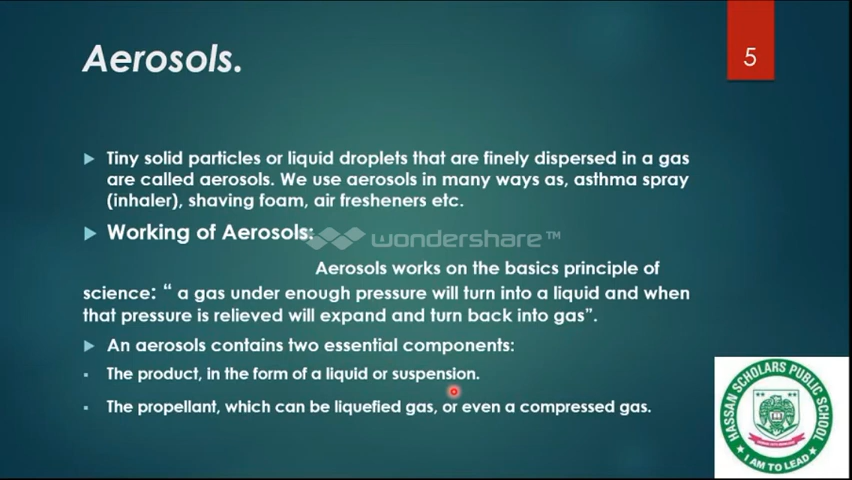 Aerosols.
5
Tiny solid particles or liquid droplets that are finely dispersed in a gas
are called aerosols. We use aerosols in many ways as, asthma spray
(inhaler), shaving foam, air fresheners etc.
Working of Aerosols:
wondershare™
Aerosols works on the basics principle of
science: “ a gas under enough pressure will turn into a liquid and when
that pressure is relieved will expand and turn back into gas”.
An aerosols contains two essential components:
The product, in the form of a liquid or suspension.
The propellant, which can be liquefied gas, or even a compressed gas.
HASSAN SCHOLARS PUBLIC SCHOOL
I AM TO LEAD